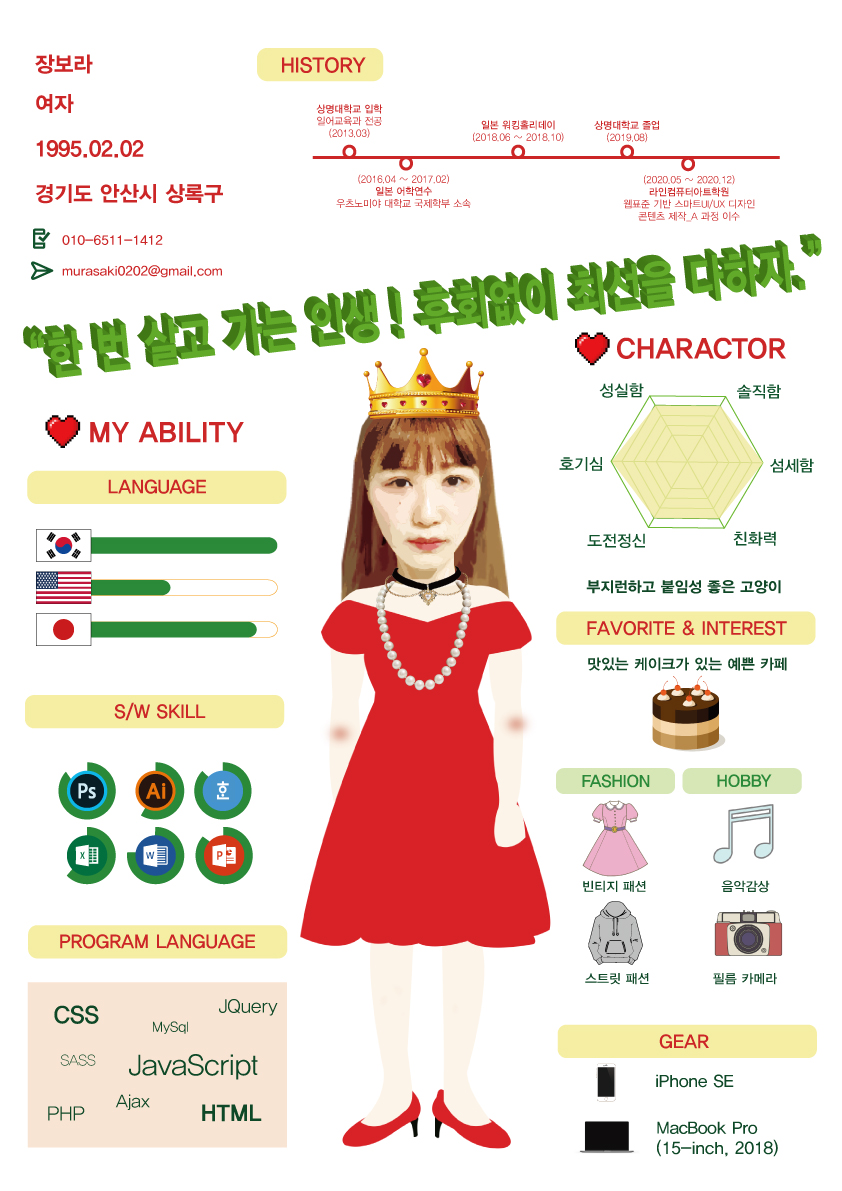 장보라
여자
1995.02.02
경기도 안산시 상록구
010-6511-1412
murasaki0202@gmail.com
HISTORY
상명대학교 입학
일어교육과 전공
(2013.03)
(2016.04 ~ 2017.02)
일본 어학연수
우츠노미야 대학교 국제학부 소속
일본 워킹홀리데이
(2018.06 ~ 2018.10)
상명대학교 졸업
(2019.08)
(2020.05 ~ 2020.12)
라인컴퓨터아트학원
웹표준 기반 스마트UI/UX 디자인
콘텐츠 제작_A 과정 이수
“한 번 살고 가는 인생! 후회없이 최선을 다하자.”
MY ABILITY
LANGUAGE
S/W SKILL
Ps
Ai
호
X
W
P
PROGRAM LANGUAGE
CSS
JQuery
MySql
SASS
JavaScript
Ajax
PHP
HTML
CHARACTOR
성실함
솔직함
호기심
섬세함
도전정신
친화력
부지런하고 붙임성 좋은 고양이
FAVORITE & INTEREST
맛있는 케이크가 있는 예쁜 카페
FASHION
HOBBY
빈티지 패션
음악감상
스트릿 패션
필름 카메라
GEAR
iPhone SE
MacBook Pro
(15-inch, 2018)